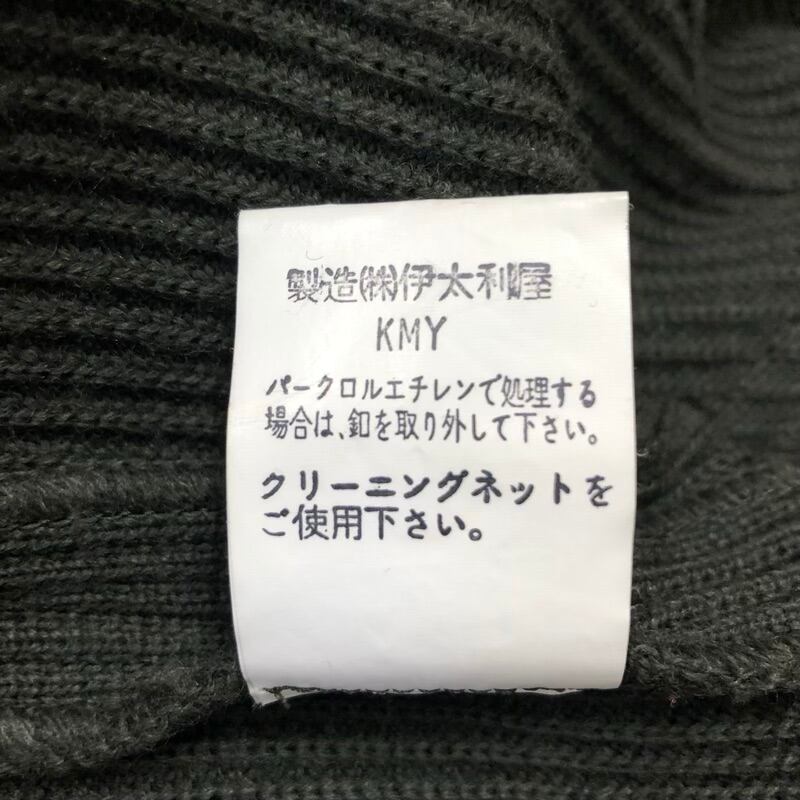 製造(株)伊太利屋
KMY
パークロルエチレンで処理する
場合は、釦を取り外して下さい。
クリーニングネットを
ご使用下さい。